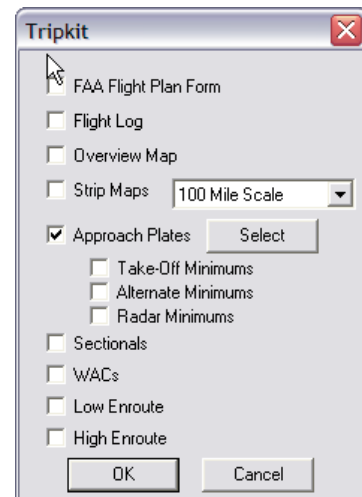 Tripkit
FAA Flight Plan Form
Flight Log
Overview Map
Strip Maps 100 Mile Scale
Approach Plates Select
Take-Off Minimums
Alternate Minimums
Radar Minimums
Sectionals
WACs
Low Enroute
High Enroute
OK Cancel